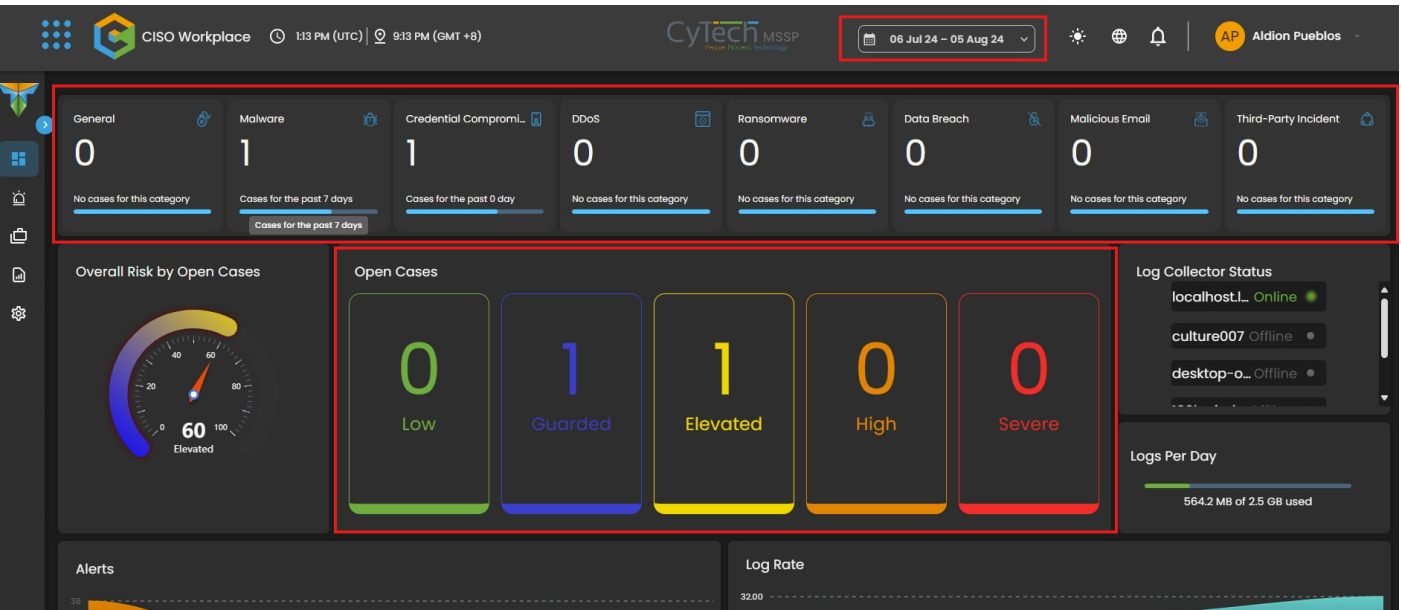 CISO Workplace 1:13 PM (UTC) 9:13 PM (GMT +8) CyTech MSSP 06 Jul 24 – 05 Aug 24 AP Aldion Pueblos
People Process Technology
General Malware Credential Compromi... DDoS Ransomware Data Breach Malicious Email Third-Party Incident
0 1 1 0 0 0 0 0
No cases for this category Cases for the past 7 days Cases for the past 0 day No cases for this category No cases for this category No cases for this category No cases for this category No cases for this category
Cases for the past 7 days
Overall Risk by Open Cases
0 20 40 60 80 100
60
Elevated
Open Cases
0 1 1 0 0
Low Guarded Elevated High Severe
Log Collector Status
localhost.l... Online
culture007 Offline
desktop-o... Offline
Logs Per Day
564.2 MB of 2.5 GB used
Alerts
36
Log Rate
32.00